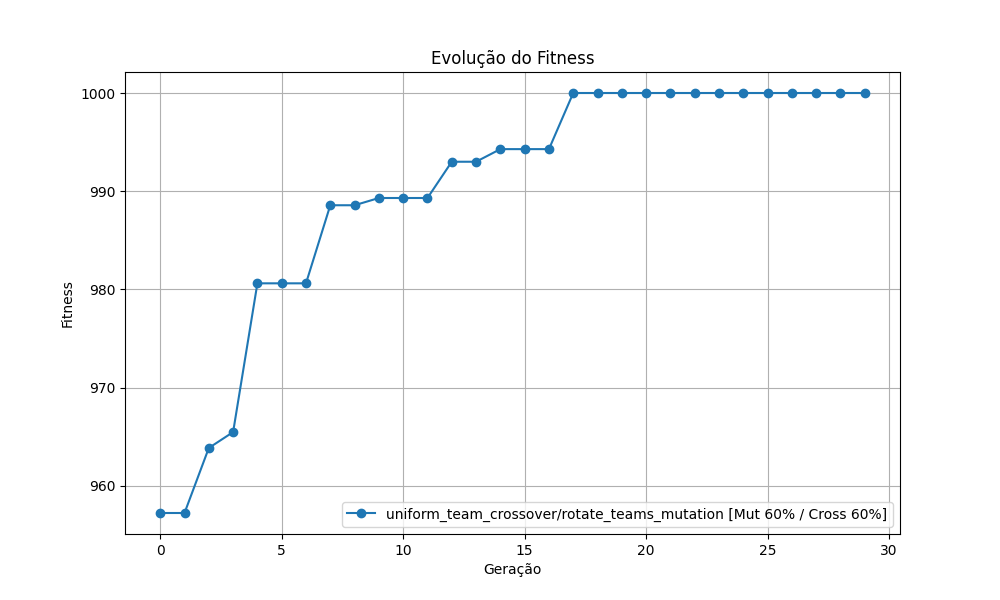 Evolução do Fitness
Fitness
1000
990
980
970
960
0 5 10 15 20 25 30
Geração
uniform_team_crossover/rotate_teams_mutation [Mut 60% / Cross 60%]